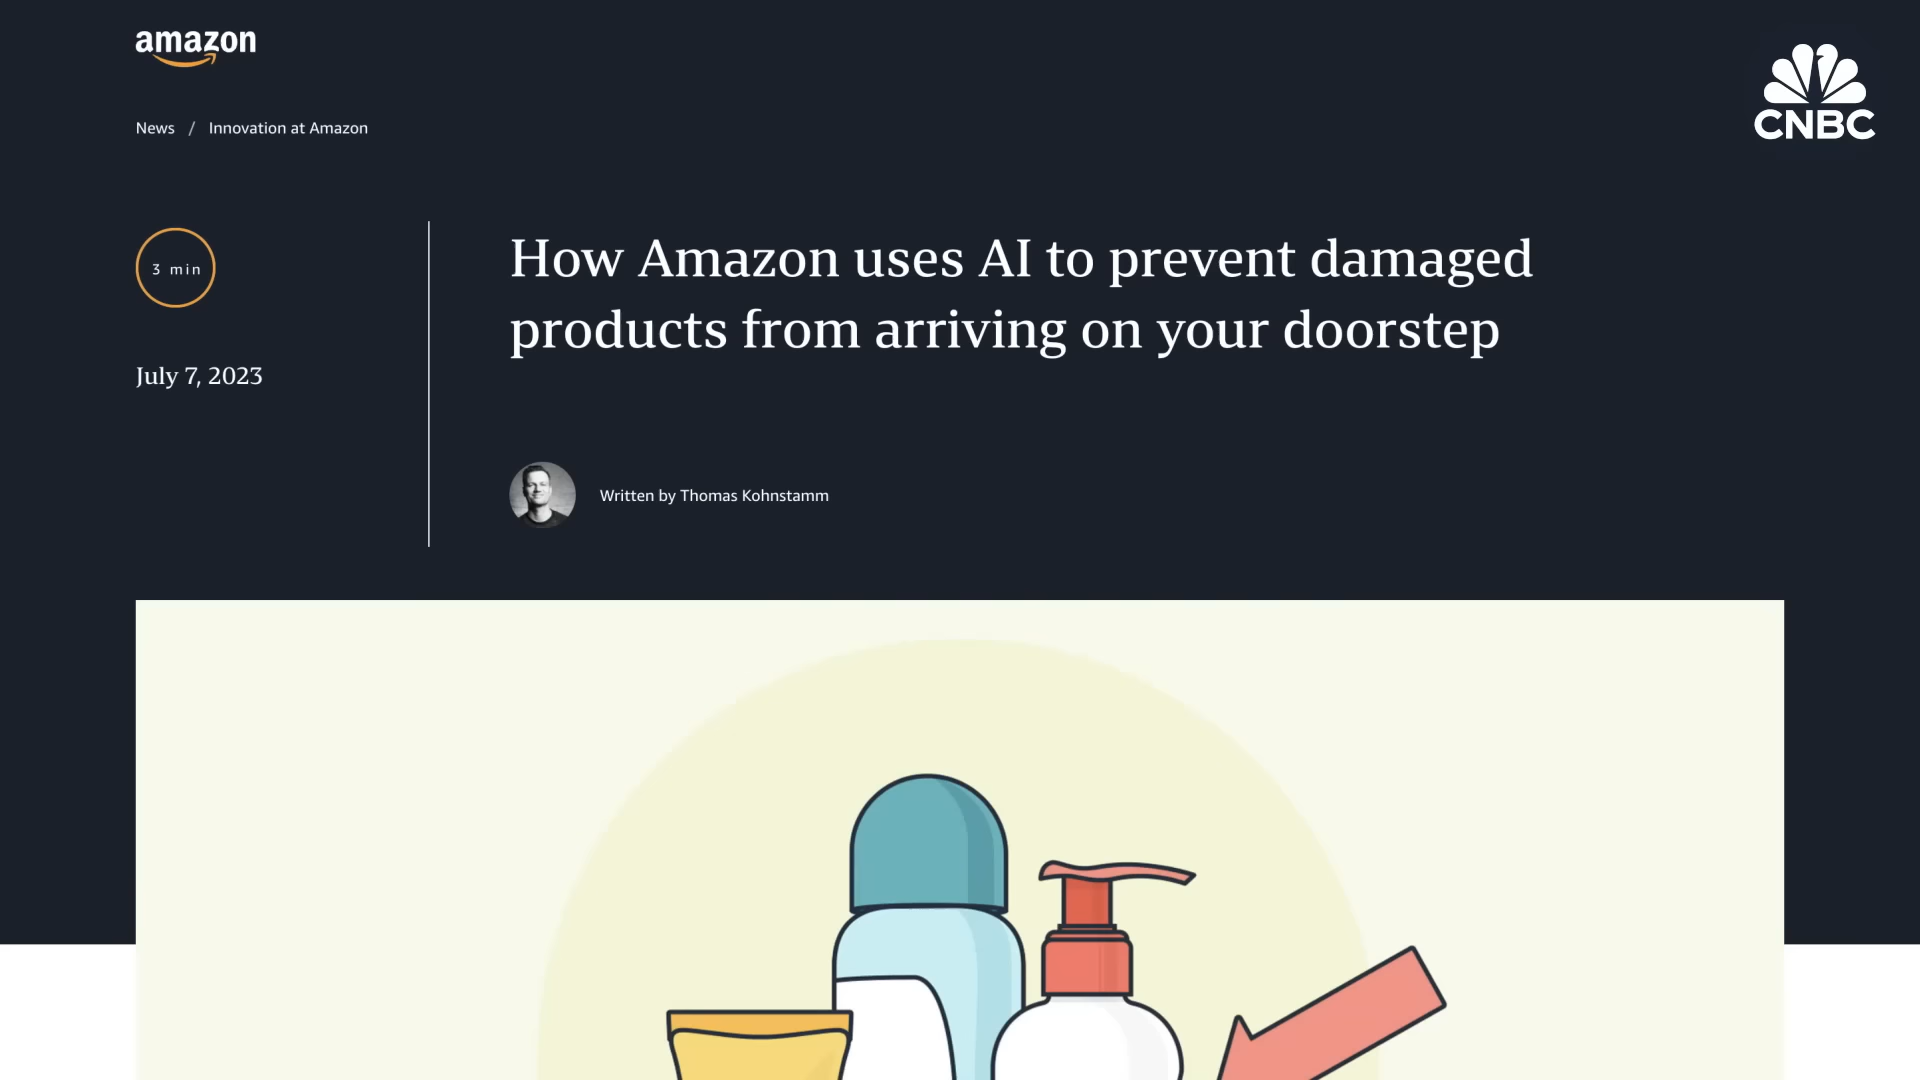 amazon
CNBC
News / Innovation at Amazon
3 min
July 7, 2023
How Amazon uses AI to prevent damaged
products from arriving on your doorstep
Written by Thomas Kohnstamm